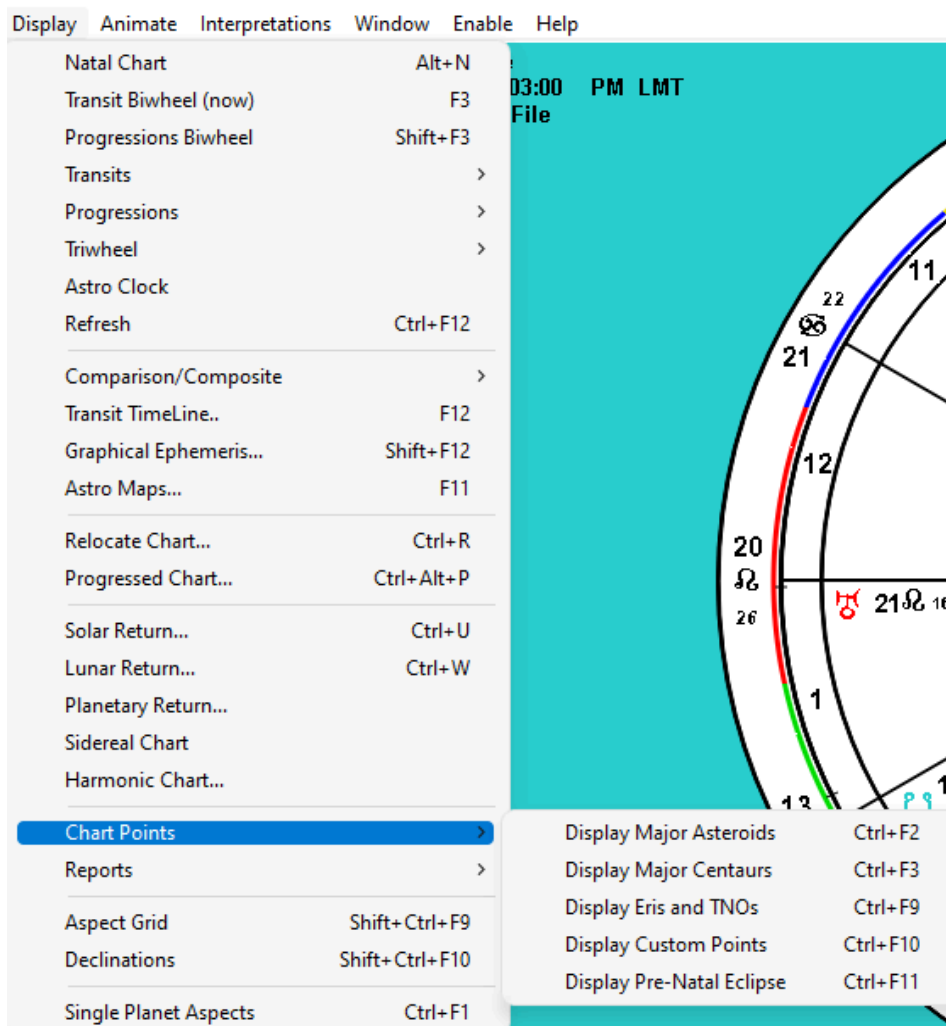 Display Animate Interpretations Window Enable Help
Natal Chart Alt+N
Transit Biwheel (now) F3
Progressions Biwheel Shift+F3
Transits
Progressions
Triwheel
Astro Clock
Refresh Ctrl+F12
Comparison/Composite
Transit TimeLine.. F12
Graphical Ephemeris... Shift+F12
Astro Maps... F11
Relocate Chart... Ctrl+R
Progressed Chart... Ctrl+Alt+P
Solar Return... Ctrl+U
Lunar Return... Ctrl+W
Planetary Return...
Sidereal Chart
Harmonic Chart...
Chart Points
Reports
Aspect Grid Shift+Ctrl+F9
Declinations Shift+Ctrl+F10
Single Planet Aspects Ctrl+F1
Display Major Asteroids Ctrl+F2
Display Major Centaurs Ctrl+F3
Display Eris and TNOs Ctrl+F9
Display Custom Points Ctrl+F10
Display Pre-Natal Eclipse Ctrl+F11
03:00 PM LMT
File
11
22
♋
21
12
20
♌
26
♅ 21 ♌ 16
1
13